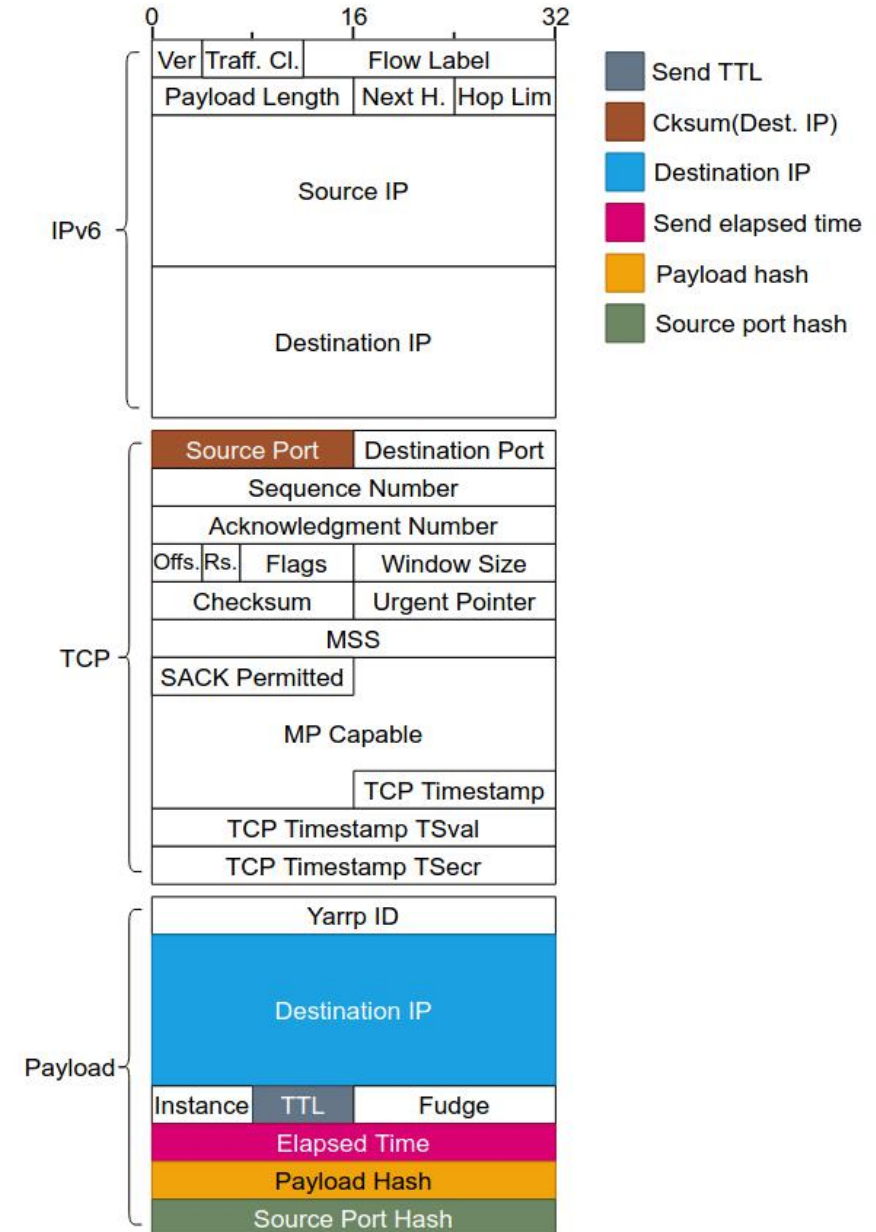 0 16 32
Ver Traff. Cl. Flow Label
Payload Length Next H. Hop Lim
Source IP
IPv6
Destination IP
Send TTL
Cksum(Dest. IP)
Destination IP
Send elapsed time
Payload hash
Source port hash
Source Port Destination Port
Sequence Number
Acknowledgment Number
Offs. Rs. Flags Window Size
Checksum Urgent Pointer
MSS
TCP
SACK Permitted
MP Capable
TCP Timestamp
TCP Timestamp TSval
TCP Timestamp TSecr
Yarrp ID
Destination IP
Payload
Instance TTL Fudge
Elapsed Time
Payload Hash
Source Port Hash